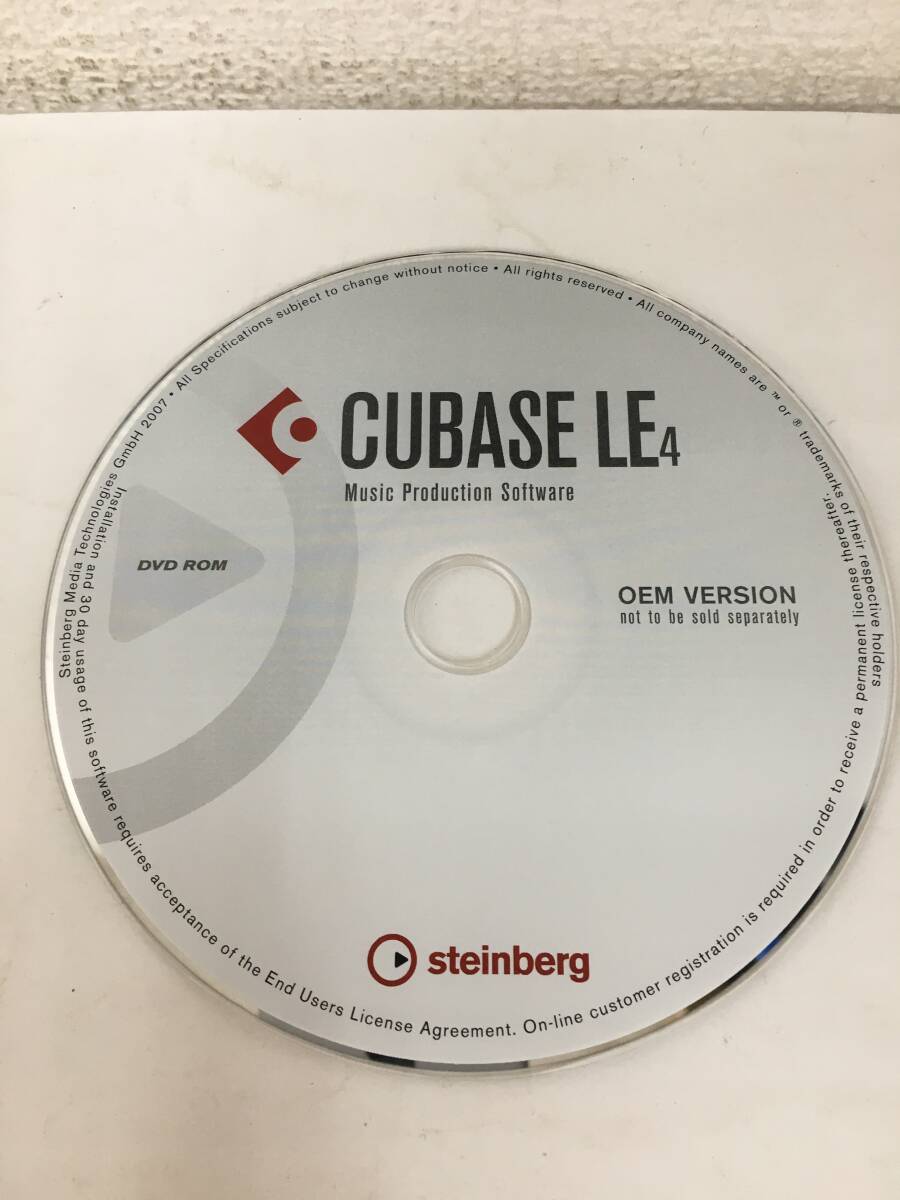 Steinberg Media Technologies GmbH 2007 • All Specifications subject to change without notice • All rights reserved • All company names are ™ or ® trademarks of their respective holders
CUBASE LE4
Music Production Software
DVD ROM
OEM VERSION
not to be sold separately
steinberg
Installation and 30 day usage of this software requires acceptance of the End Users License Agreement. On-line customer registration is required in order to receive a permanent license thereafter.